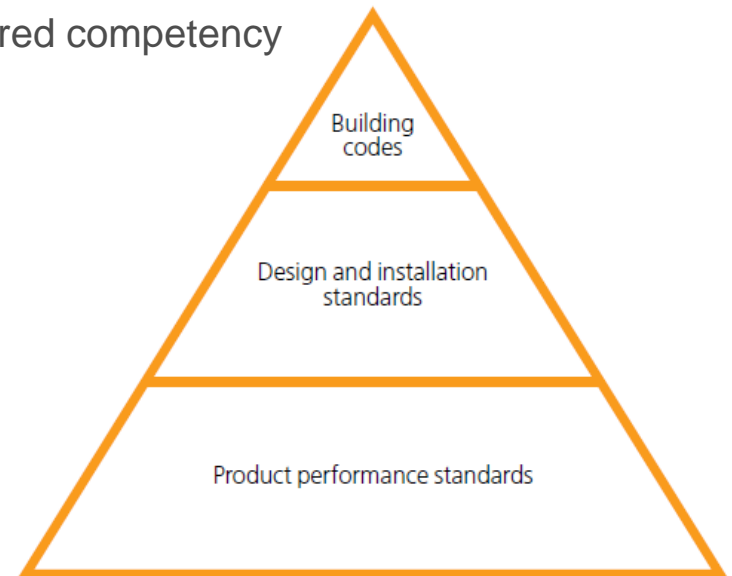 red competency
Building
codes
Design and installation
standards
Product performance standards